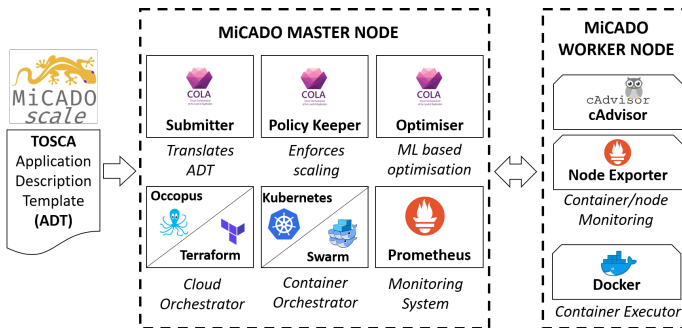 MiCADO
scale
TOSCA
Application
Description
Template
(ADT)
MiCADO MASTER NODE
COLA
Submitter
Translates
ADT
COLA
Policy Keeper
Enforces
scaling
COLA
Optimiser
ML based
optimisation
Occopus
Terraform
Cloud
Orchestrator
Kubernetes
Swarm
Container
Orchestrator
Prometheus
Monitoring
System
MiCADO
WORKER NODE
cAdvisor
cAdvisor
Node Exporter
Container/node
Monitoring
Docker
Container Executor